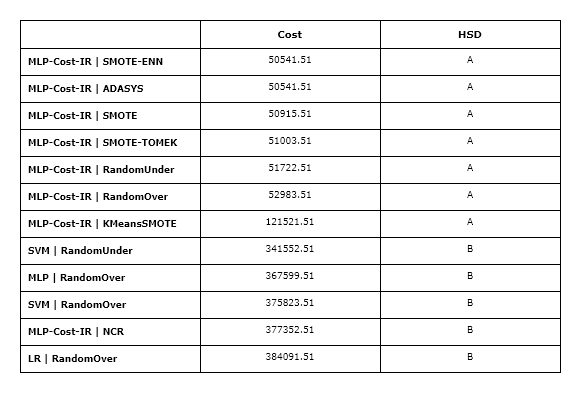 Cost HSD
MLP-Cost-IR | SMOTE-ENN 50541.51 A
MLP-Cost-IR | ADASYS 50541.51 A
MLP-Cost-IR | SMOTE 50915.51 A
MLP-Cost-IR | SMOTE-TOMEK 51003.51 A
MLP-Cost-IR | RandomUnder 51722.51 A
MLP-Cost-IR | RandomOver 52983.51 A
MLP-Cost-IR | KMeansSMOTE 121521.51 A
SVM | RandomUnder 341552.51 B
MLP | RandomOver 367599.51 B
SVM | RandomOver 375823.51 B
MLP-Cost-IR | NCR 377352.51 B
LR | RandomOver 384091.51 B